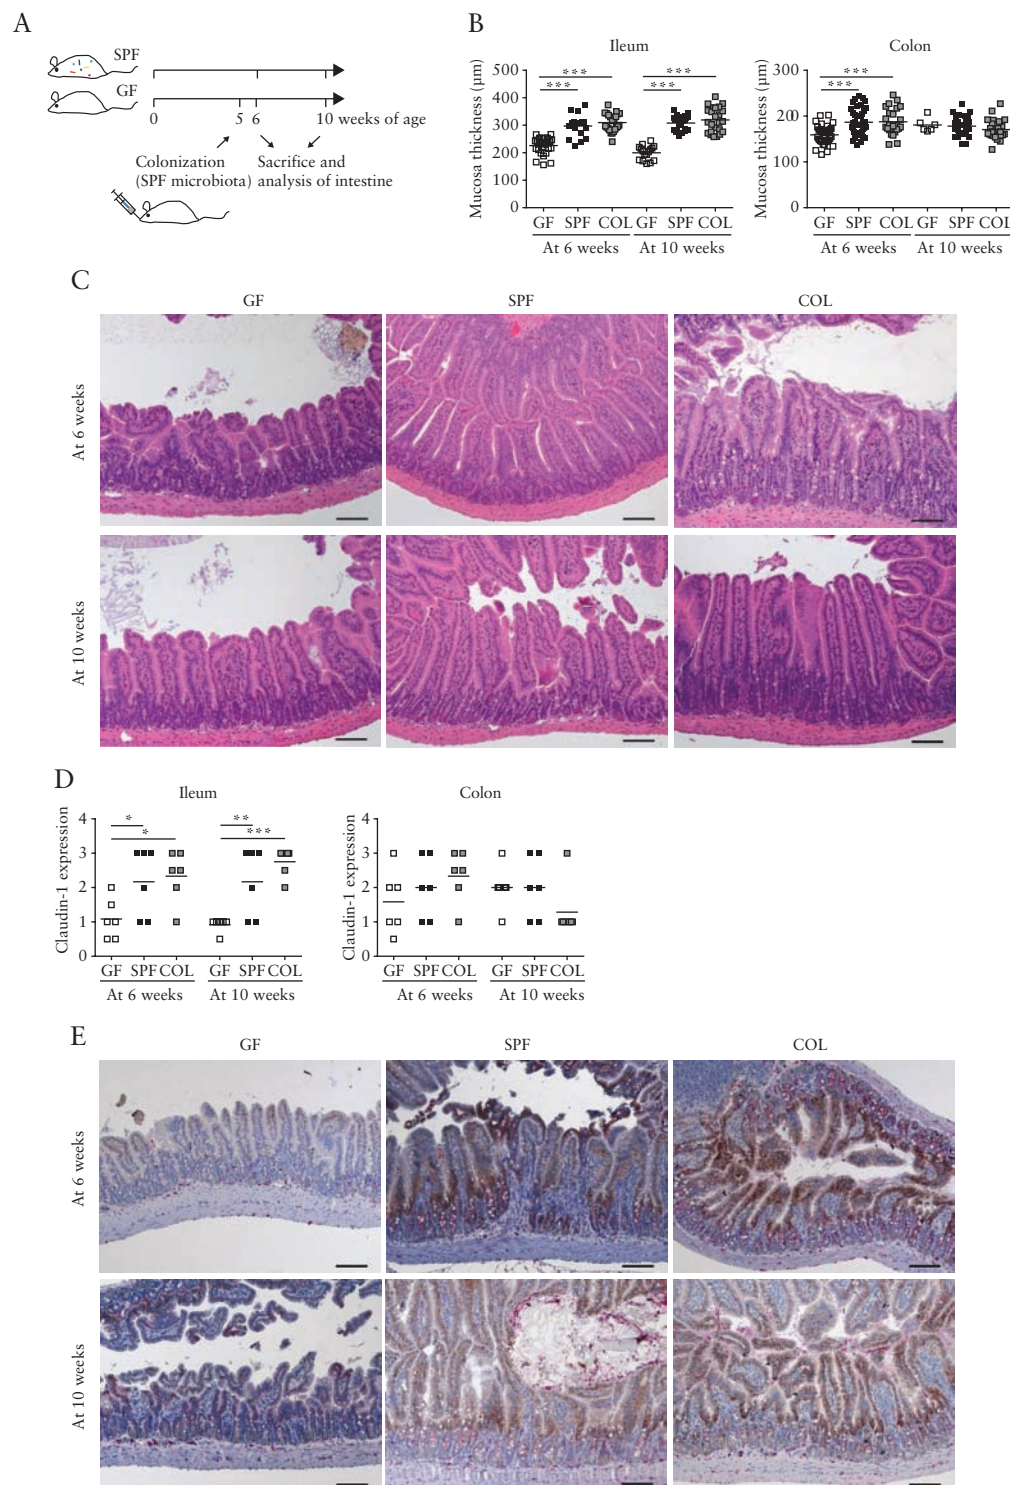 A
SPF
GF
0
5
6
10
weeks of age
Colonization
(SPF microbiota)
Sacrifice and
analysis of intestine
B
Ileum
Mucosa thickness (μm)
500
400
300
200
100
0
***
***
***
***
GF SPF COL GF SPF COL
At 6 weeks At 10 weeks
Colon
Mucosa thickness (μm)
300
200
100
0
***
***
GF SPF COL GF SPF COL
At 6 weeks At 10 weeks
C
GF SPF COL
At 6 weeks
At 10 weeks
D
Ileum
Claudin-1 expression
4
3
2
1
0
*
*
**
***
GF SPF COL GF SPF COL
At 6 weeks At 10 weeks
Colon
Claudin-1 expression
4
3
2
1
0
GF SPF COL GF SPF COL
At 6 weeks At 10 weeks
E
GF SPF COL
At 6 weeks
At 10 weeks